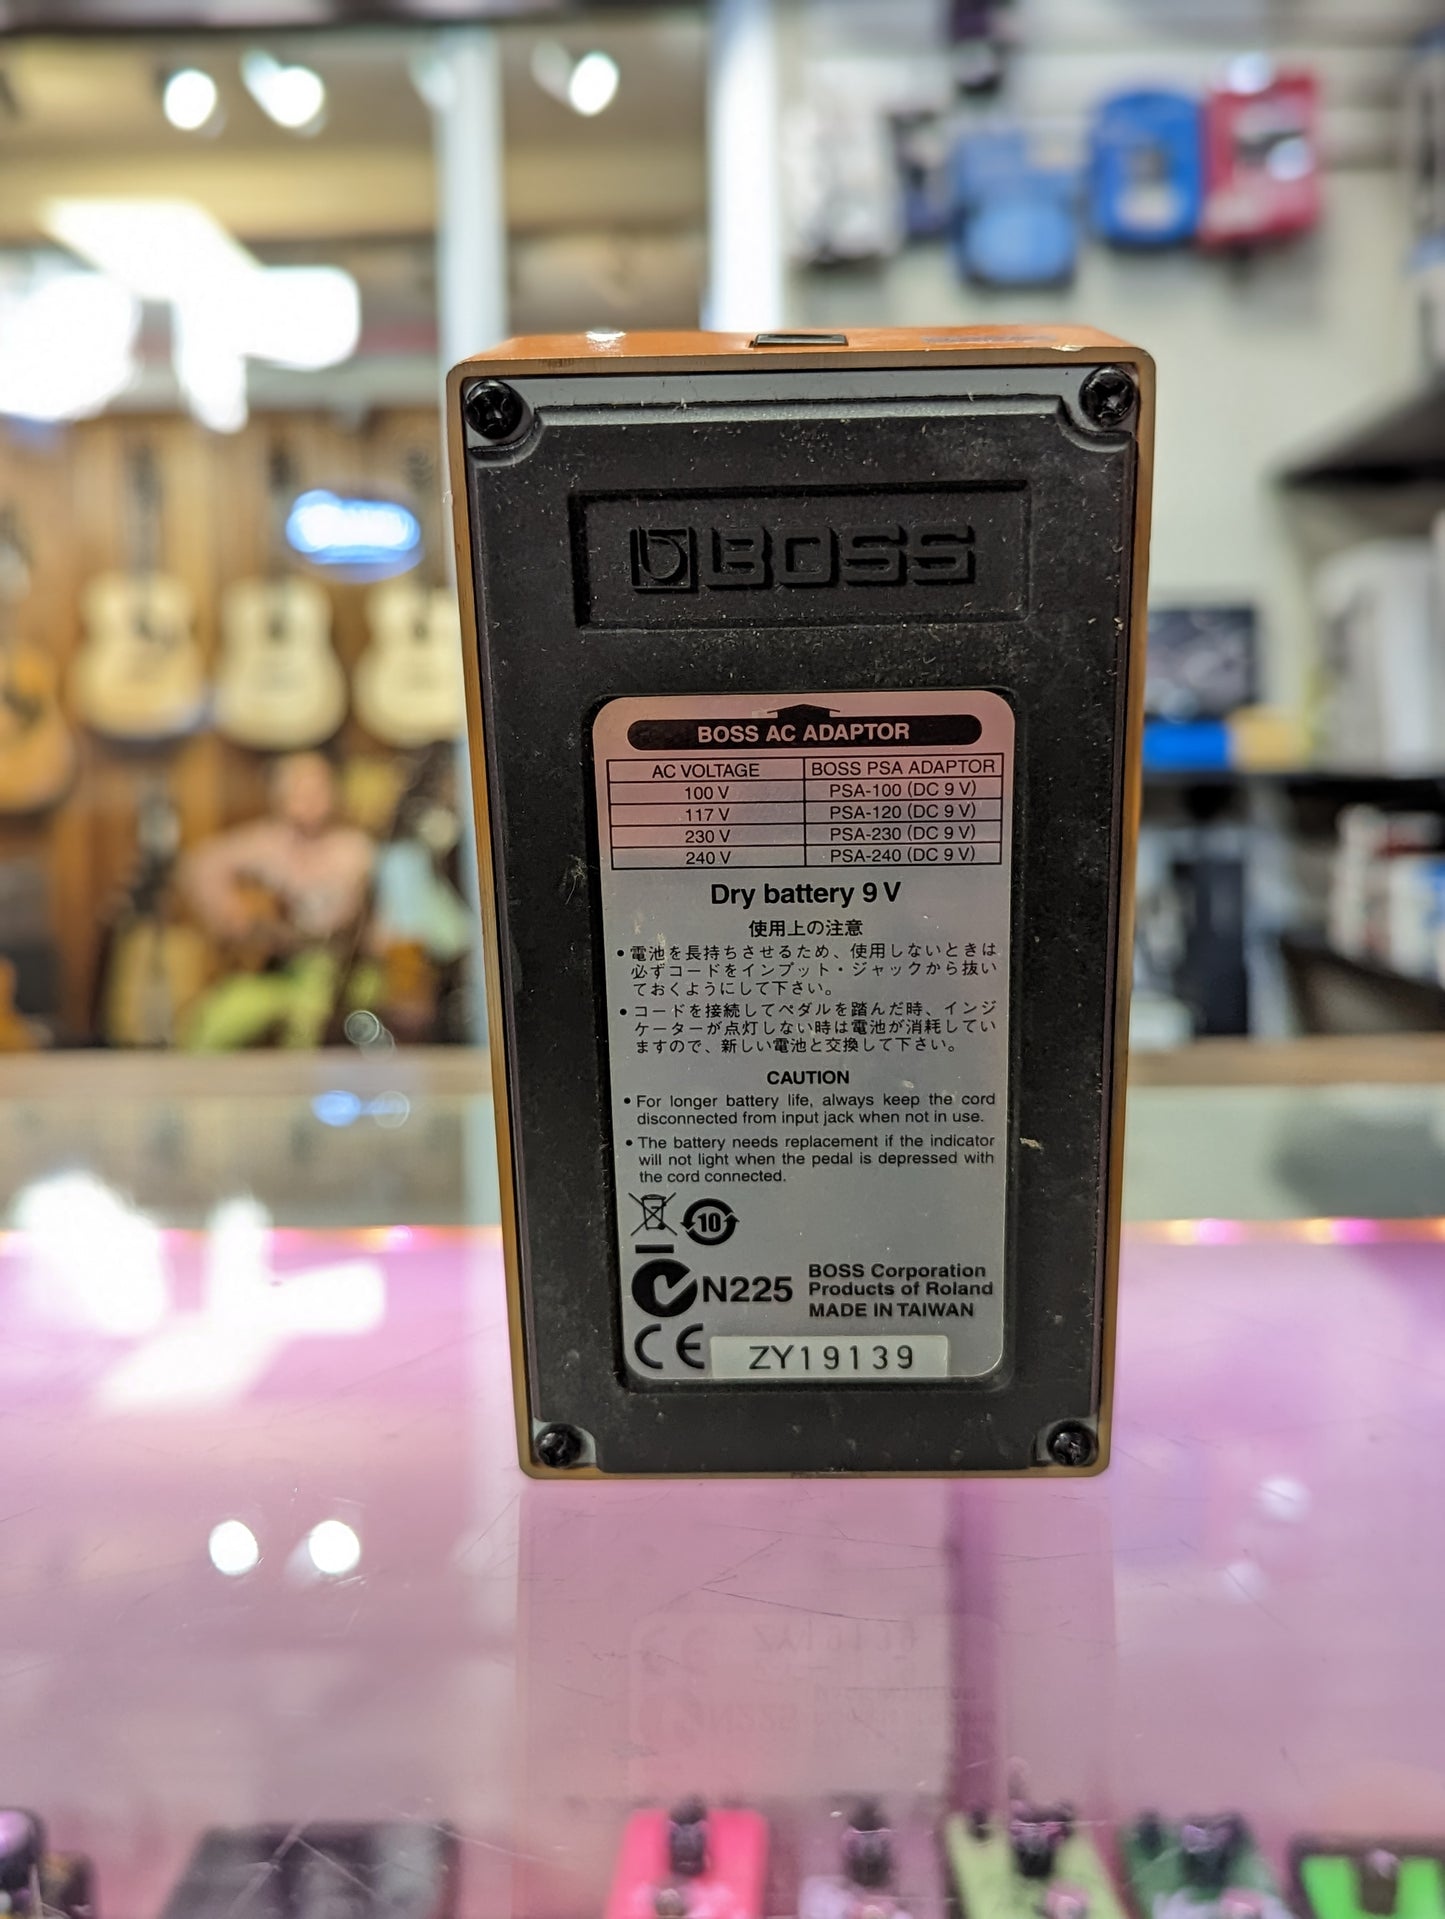 BOSS
BOSS AC ADAPTOR
AC VOLTAGE BOSS PSA ADAPTOR
100 V PSA-100 (DC 9 V)
117 V PSA-120 (DC 9 V)
230 V PSA-230 (DC 9 V)
240 V PSA-240 (DC 9 V)
Dry battery 9 V
使用上の注意
• 電池を長持ちさせるため、使用しないときは
必ずコードをインプット・ジャックから抜い
ておくようにして下さい。
• コードを接続してペダルを踏んだ時、インジ
ケーターが点灯しない時は電池が消耗してい
ますので、新しい電池と交換して下さい。
CAUTION
• For longer battery life, always keep the cord
disconnected from input jack when not in use.
• The battery needs replacement if the indicator
will not light when the pedal is depressed with
the cord connected.
10
N225
BOSS Corporation
Products of Roland
MADE IN TAIWAN
CE
ZY19139